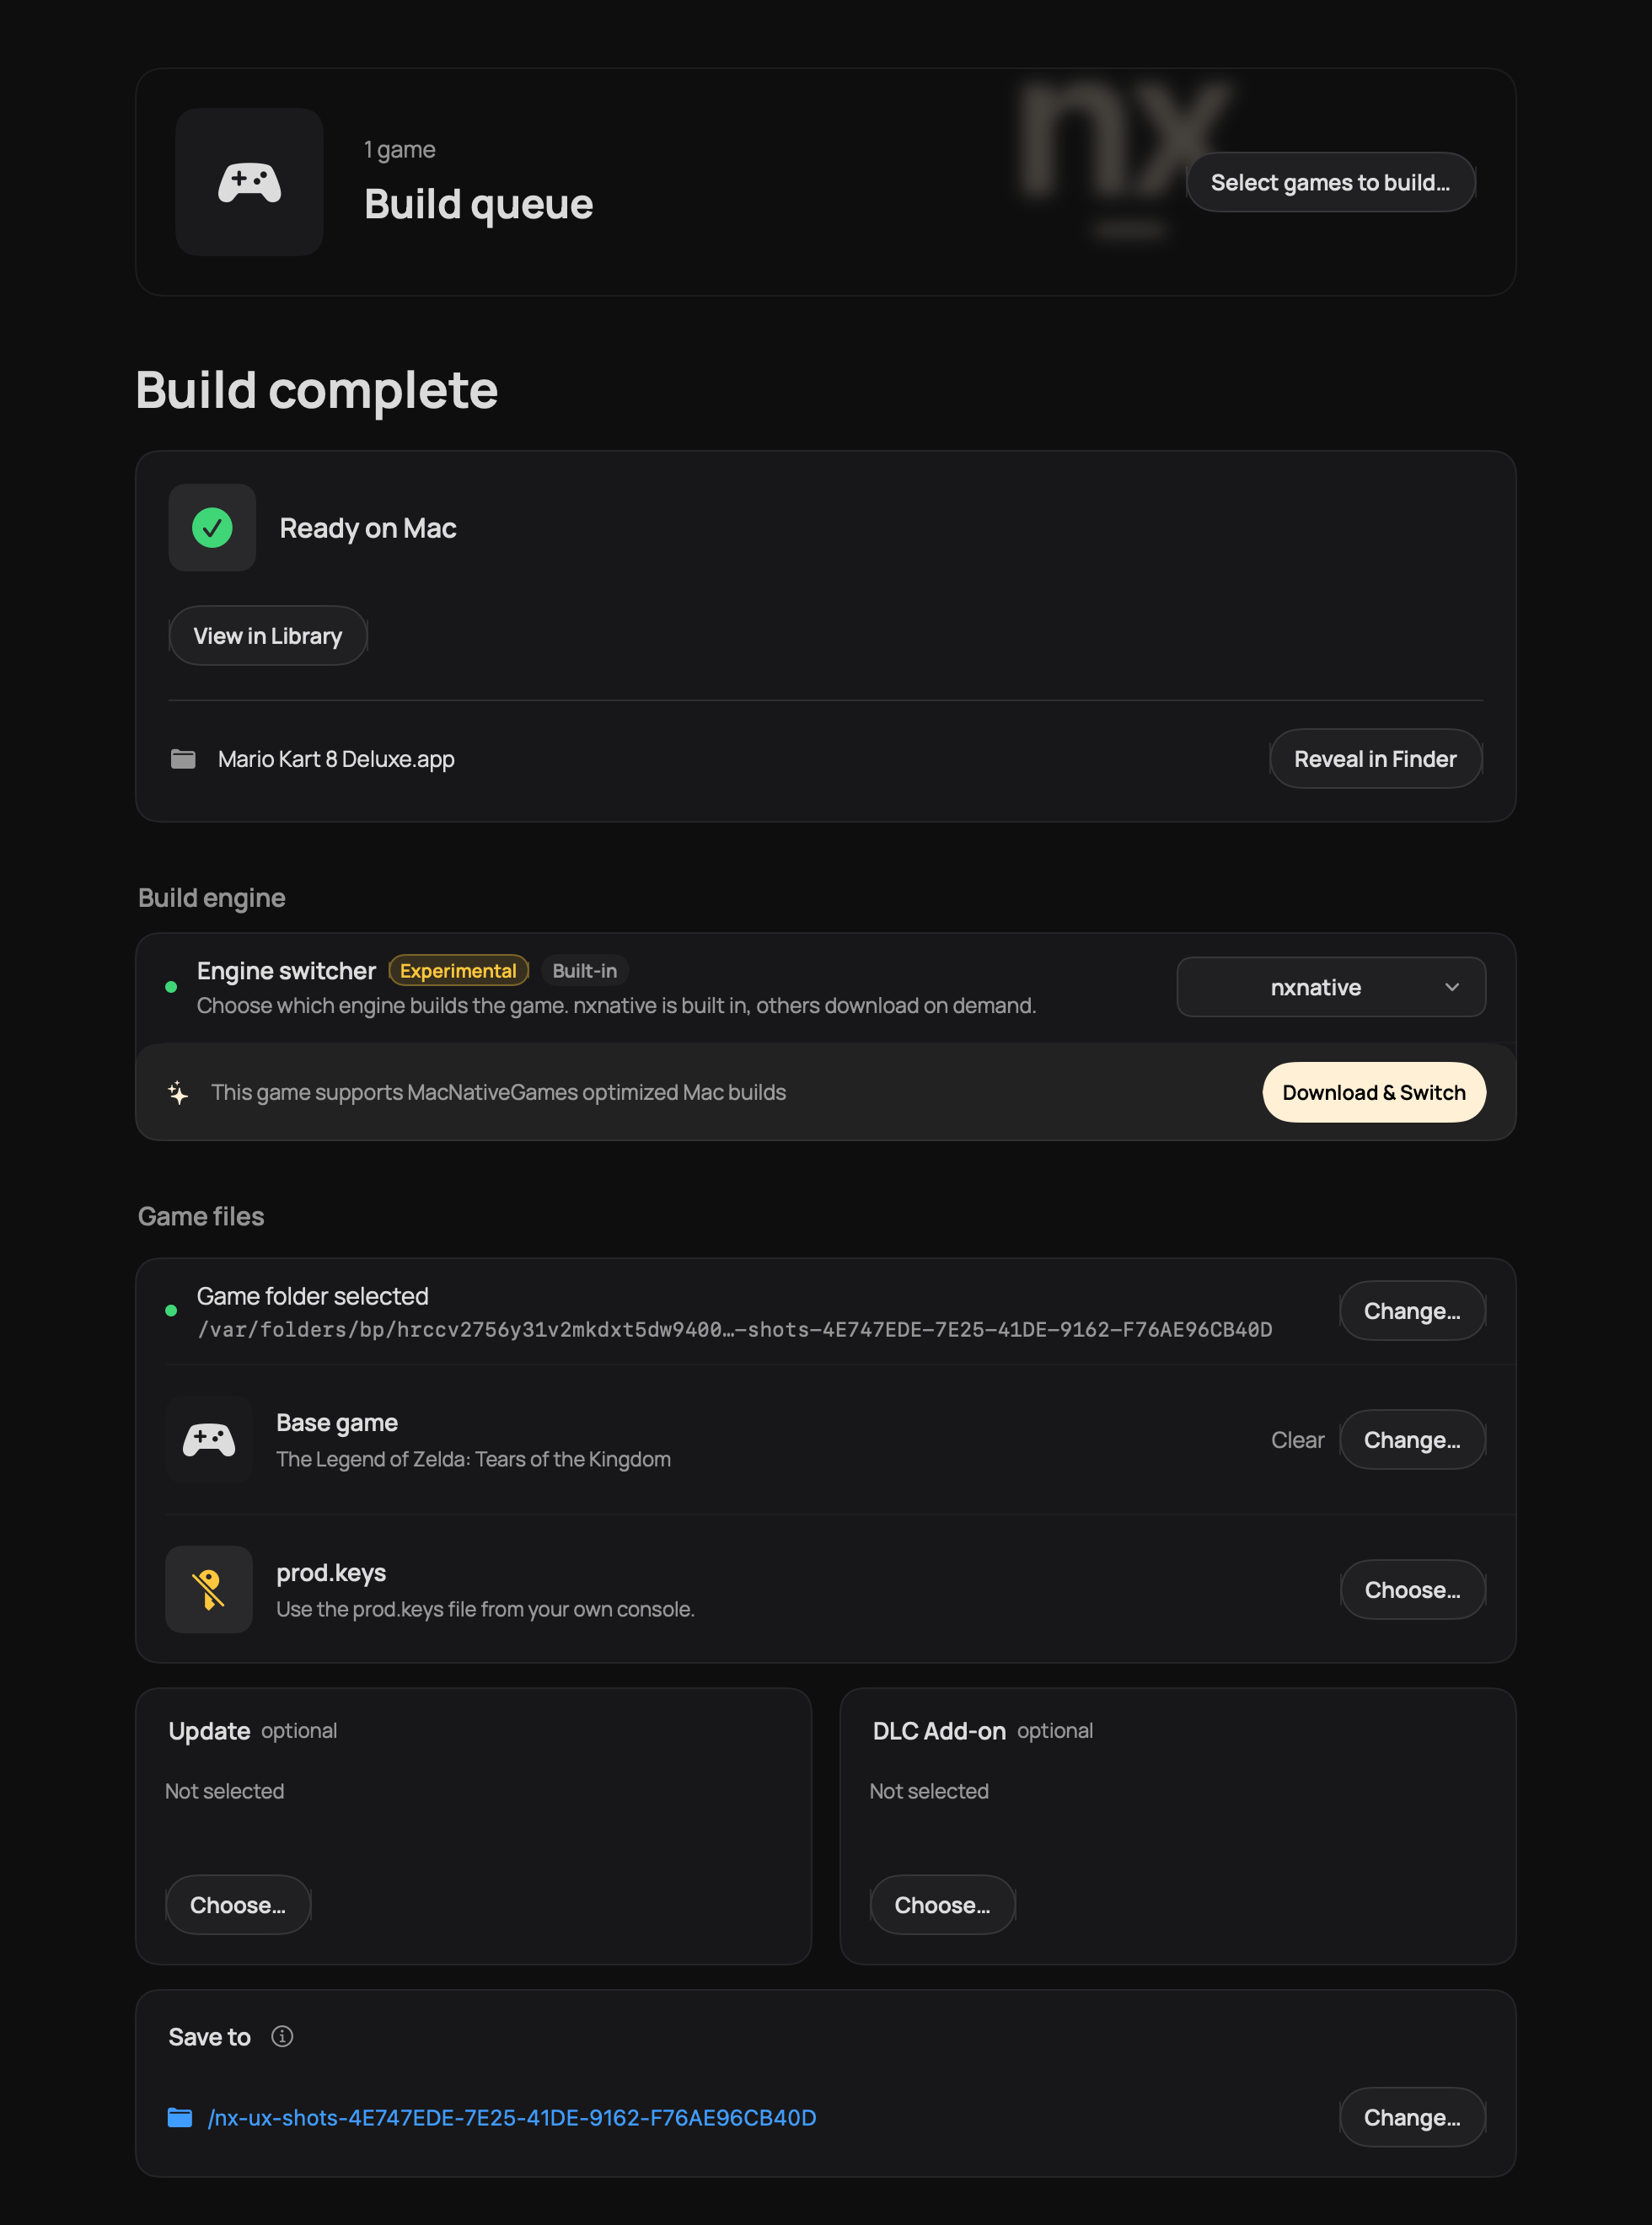 nx
1 game
Build queue
Select games to build...
Build complete
Ready on Mac
View in Library
Mario Kart 8 Deluxe.app
Reveal in Finder
Build engine
Engine switcher Experimental Built-in
Choose which engine builds the game. nxnative is built in, others download on demand.
nxnative
This game supports MacNativeGames optimized Mac builds
Download & Switch
Game files
Game folder selected
/var/folders/bp/hrccv2756y31v2mkdxt5dw9400…-shots-4E747EDE-7E25-41DE-9162-F76AE96CB40D
Change...
Base game
The Legend of Zelda: Tears of the Kingdom
Clear
Change...
prod.keys
Use the prod.keys file from your own console.
Choose...
Update optional
Not selected
Choose...
DLC Add-on optional
Not selected
Choose...
Save to
/nx-ux-shots-4E747EDE-7E25-41DE-9162-F76AE96CB40D
Change...